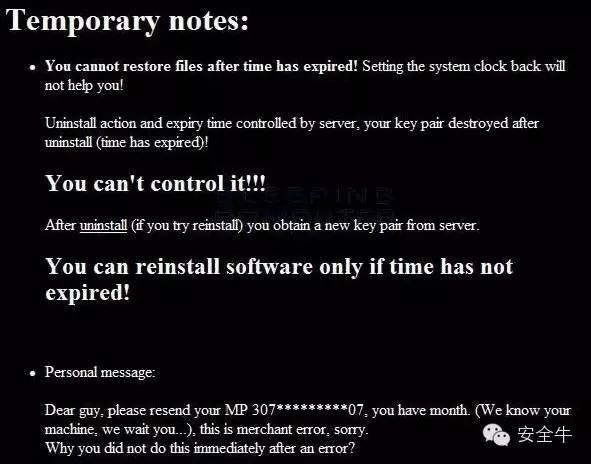 Temporary notes:
You cannot restore files after time has expired! Setting the system clock back will
not help you!
Uninstall action and expiry time controlled by server, your key pair destroyed after
uninstall (time has expired)!
You can't control it!!!
BLEEPING
COMPUTER
After uninstall (if you try reinstall) you obtain a new key pair from server.
You can reinstall software only if time has not
expired!
Personal message:
Dear guy, please resend your MP 307*********07, you have month. (We know your
machine, we wait you...), this is merchant error, sorry.
Why you did not do this immediately after an error?
安全牛